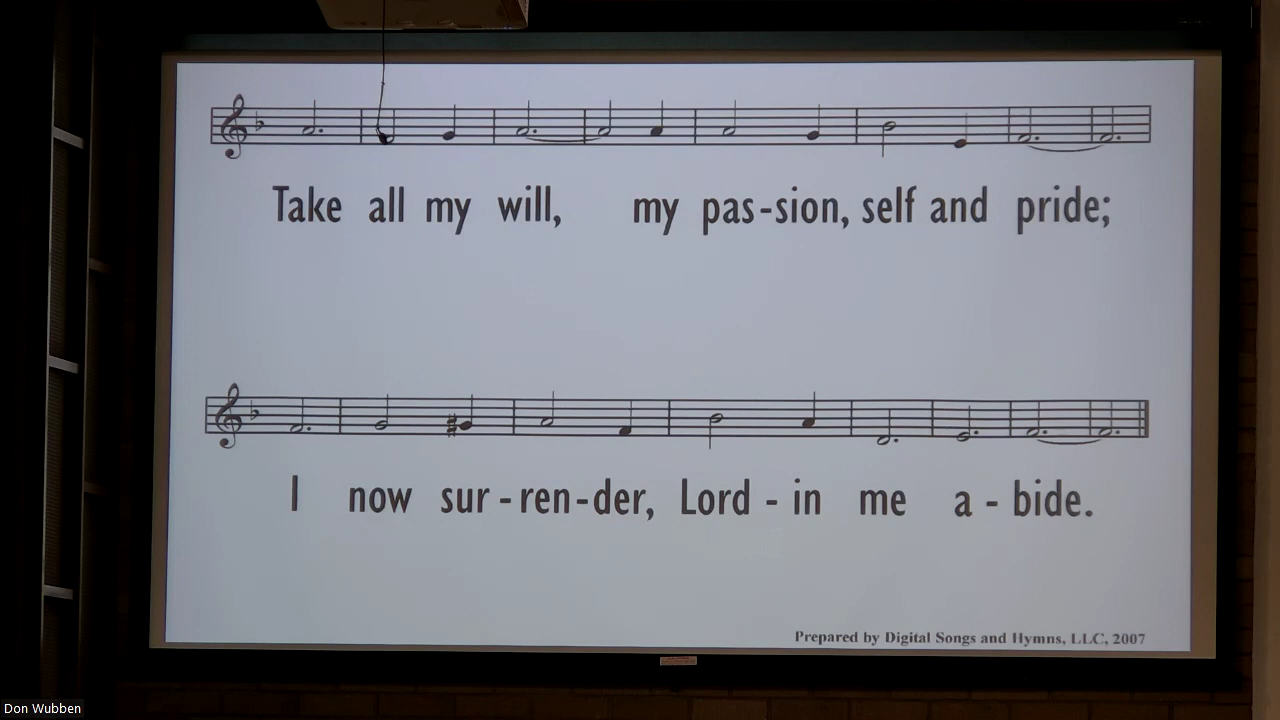 Take all my will, my pas-sion, self and pride;
I now sur-ren-der, Lord - in me a - bide.
Prepared by Digital Songs and Hymns, LLC, 2007
Don Wubben